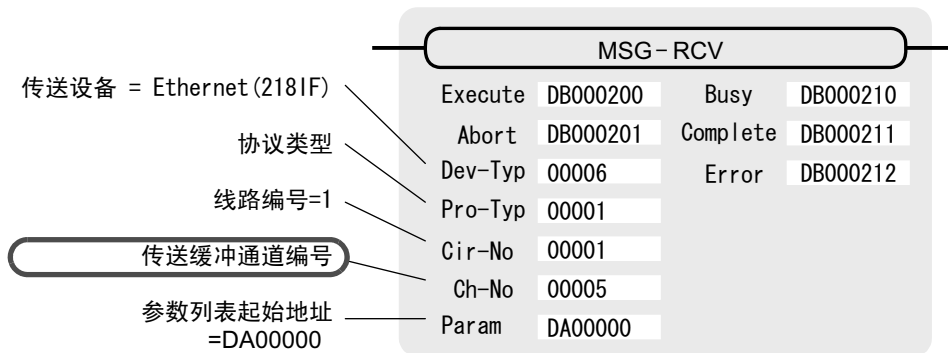 MSG-RCV
传送设备 = Ethernet(218IF)
Execute DB000200 Busy DB000210
协议类型
Abort DB000201 Complete DB000211
Dev-Typ 00006 Error DB000212
线路编号=1
Pro-Typ 00001
传送缓冲通道编号
Cir-No 00001
Ch-No 00005
参数列表起始地址
=DA00000
Param DA00000